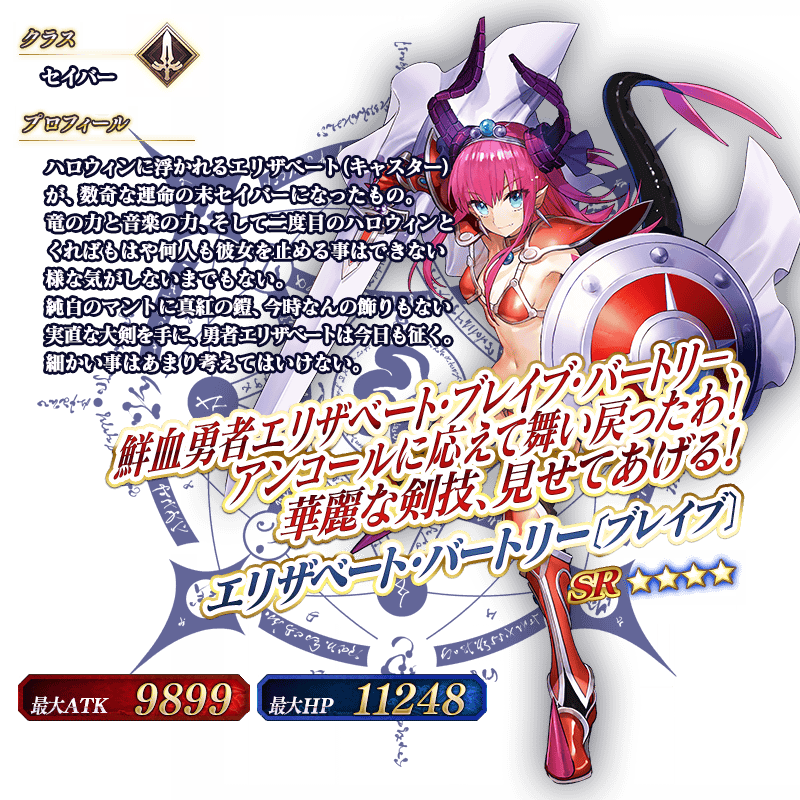 クラス
セイバー
プロフィール
ハロウィンに浮かれるエリザベート(キャスター)
が、数奇な運命の末セイバーになったもの。
竜の力と音楽の力、そして二度目のハロウィンと
くればもはや何人も彼女を止める事はできない
様な気がしないまでもない。
純白のマントに真紅の鎧、今時なんの飾りもない
実直な大剣を手に、勇者エリザベートは今日も征く。
細かい事はあまり考えてはいけない。
鮮血勇者エリザベート・ブレイブ・バートリー、
アンコールに応えて舞い戻ったわ!
華麗な剣技、見せてあげる!
エリザベート・バートリー〔ブレイブ〕
SR ★★★★
最大ATK 9899
最大HP 11248